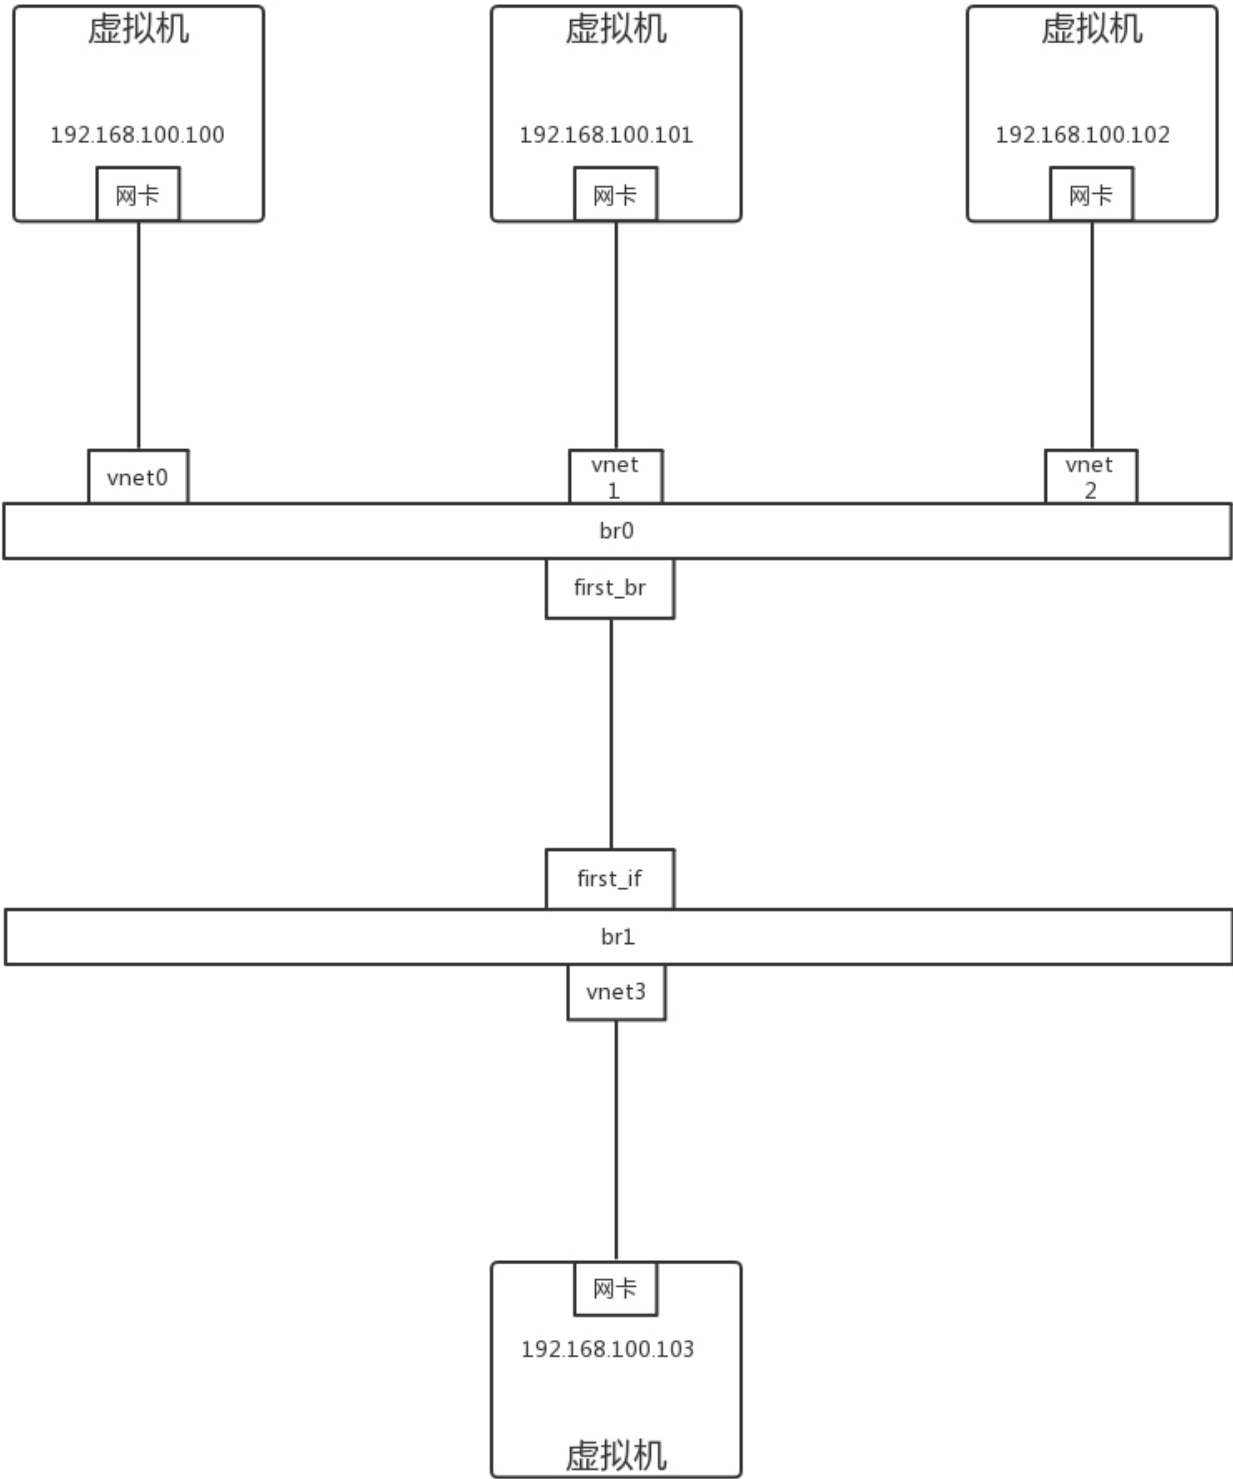 虚拟机
虚拟机
虚拟机
192.168.100.100
192.168.100.101
192.168.100.102
网卡
网卡
网卡
vnet0
vnet
1
vnet
2
br0
first_br
first_if
br1
vnet3
网卡
192.168.100.103
虚拟机